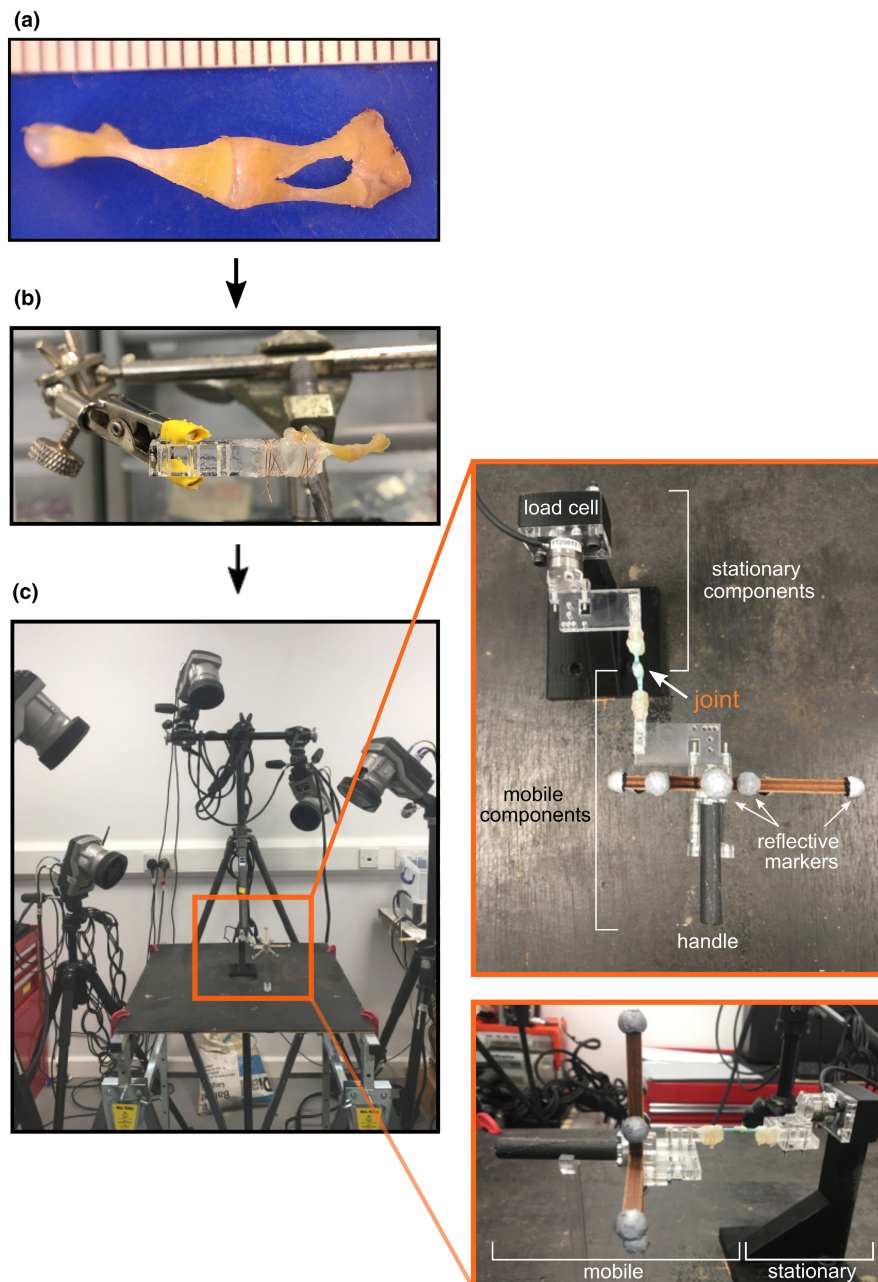 (a)
(b)
(c)
load cell
stationary
components
joint
mobile
components
reflective
markers
handle
mobile
stationary